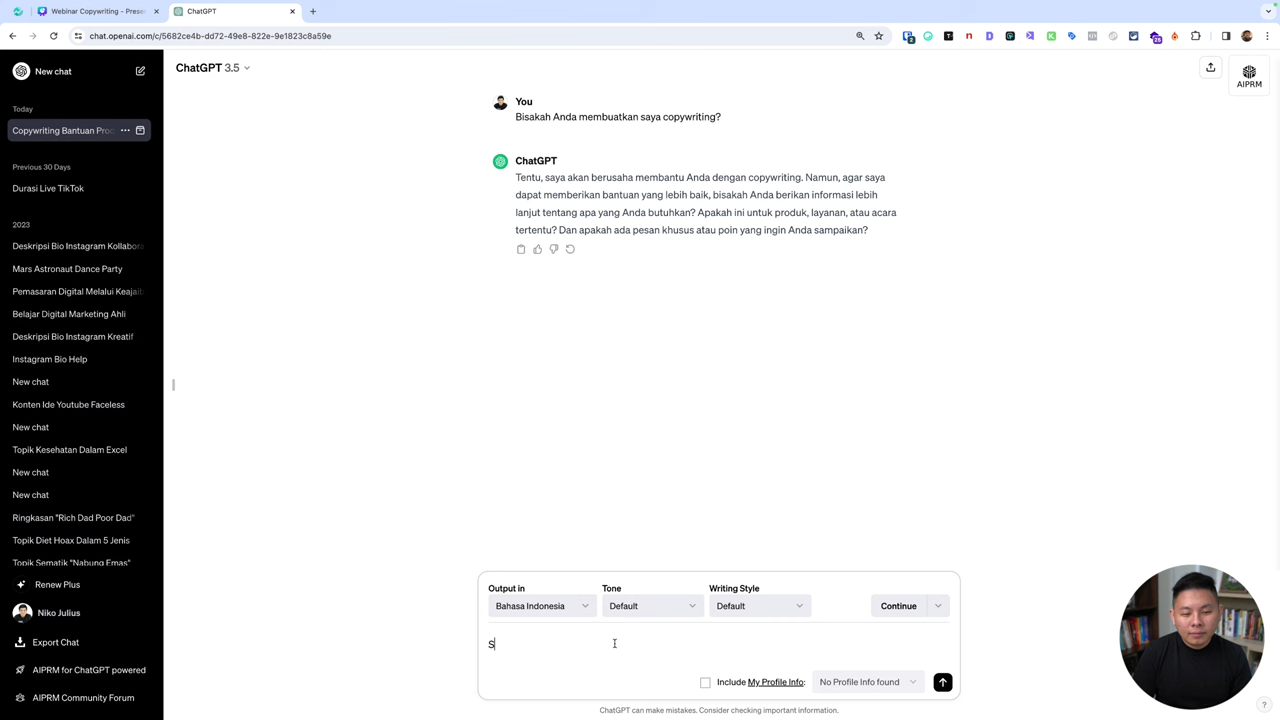 Webinar Copywriting - Prese
ChatGPT
chat.openai.com/c/5682ce4b-dd72-49e8-822e-9e1823c8a59e
New chat
Today
Copywriting Bantuan Prod
Previous 30 Days
Durasi Live TikTok
2023
Deskripsi Bio Instagram Kollabora
Mars Astronaut Dance Party
Pemasaran Digital Melalui Keajaib
Belajar Digital Marketing Ahli
Deskripsi Bio Instagram Kreatif
Instagram Bio Help
New chat
Konten Ide Youtube Faceless
New chat
Topik Kesehatan Dalam Excel
New chat
New chat
Ringkasan "Rich Dad Poor Dad"
Topik Diet Hoax Dalam 5 Jenis
Topik Sematik "Nabung Emas"
Renew Plus
Niko Julius
Export Chat
AIPRM for ChatGPT powered
AIPRM Community Forum
ChatGPT 3.5
AIPRM
You
Bisakah Anda membuatkan saya copywriting?
ChatGPT
Tentu, saya akan berusaha membantu Anda dengan copywriting. Namun, agar saya
dapat memberikan bantuan yang lebih baik, bisakah Anda berikan informasi lebih
lanjut tentang apa yang Anda butuhkan? Apakah ini untuk produk, layanan, atau acara
tertentu? Dan apakah ada pesan khusus atau poin yang ingin Anda sampaikan?
Output in Tone Writing Style
Bahasa Indonesia Default Default Continue
S
Include My Profile Info: No Profile Info found
ChatGPT can make mistakes. Consider checking important information.
?